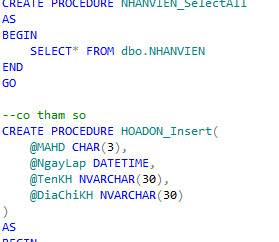 CREATE PROCEDURE NHANVIEN_SelectAll
AS
BEGIN
SELECT* FROM dbo.NHANVIEN
END
GO
--co tham so
CREATE PROCEDURE HOADON_Insert(
@MAHD CHAR(3),
@NgayLap DATETIME,
@TenKH NVARCHAR(30),
@DiaChiKH NVARCHAR(30)
)
AS
BEGIN